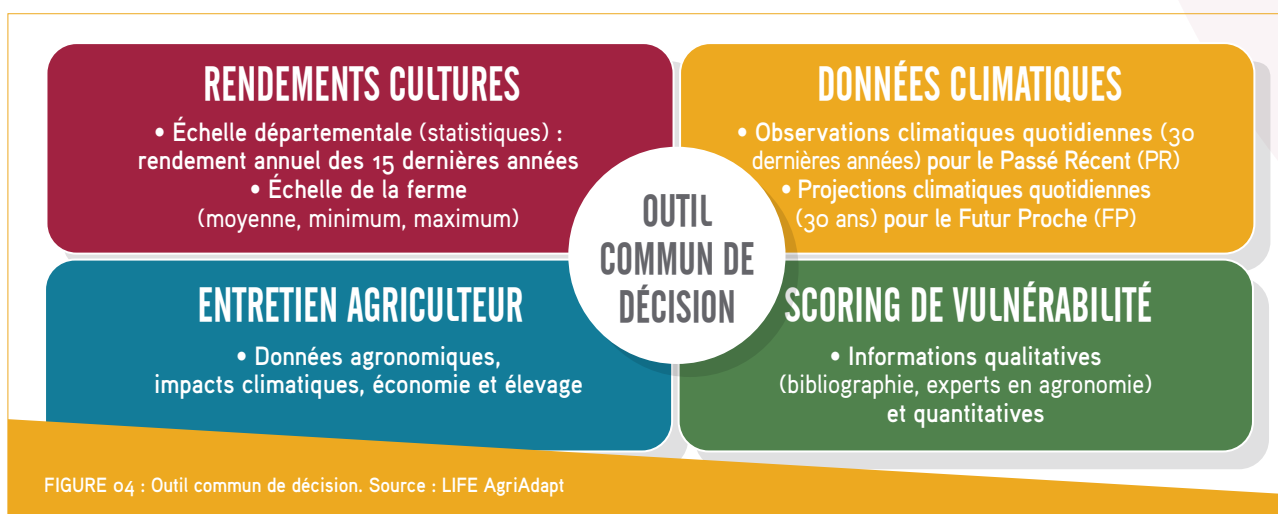 RENDEMENTS CULTURES
• Échelle départementale (statistiques) :
rendement annuel des 15 dernières années
• Échelle de la ferme
(moyenne, minimum, maximum)
DONNÉES CLIMATIQUES
• Observations climatiques quotidiennes (30
dernières années) pour le Passé Récent (PR)
• Projections climatiques quotidiennes
(30 ans) pour le Futur Proche (FP)
OUTIL
COMMUN DE
DÉCISION
ENTRETIEN AGRICULTEUR
• Données agronomiques,
impacts climatiques, économie et élevage
SCORING DE VULNÉRABILITÉ
• Informations qualitatives
(bibliographie, experts en agronomie)
et quantitatives
FIGURE 04 : Outil commun de décision. Source : LIFE AgriAdapt